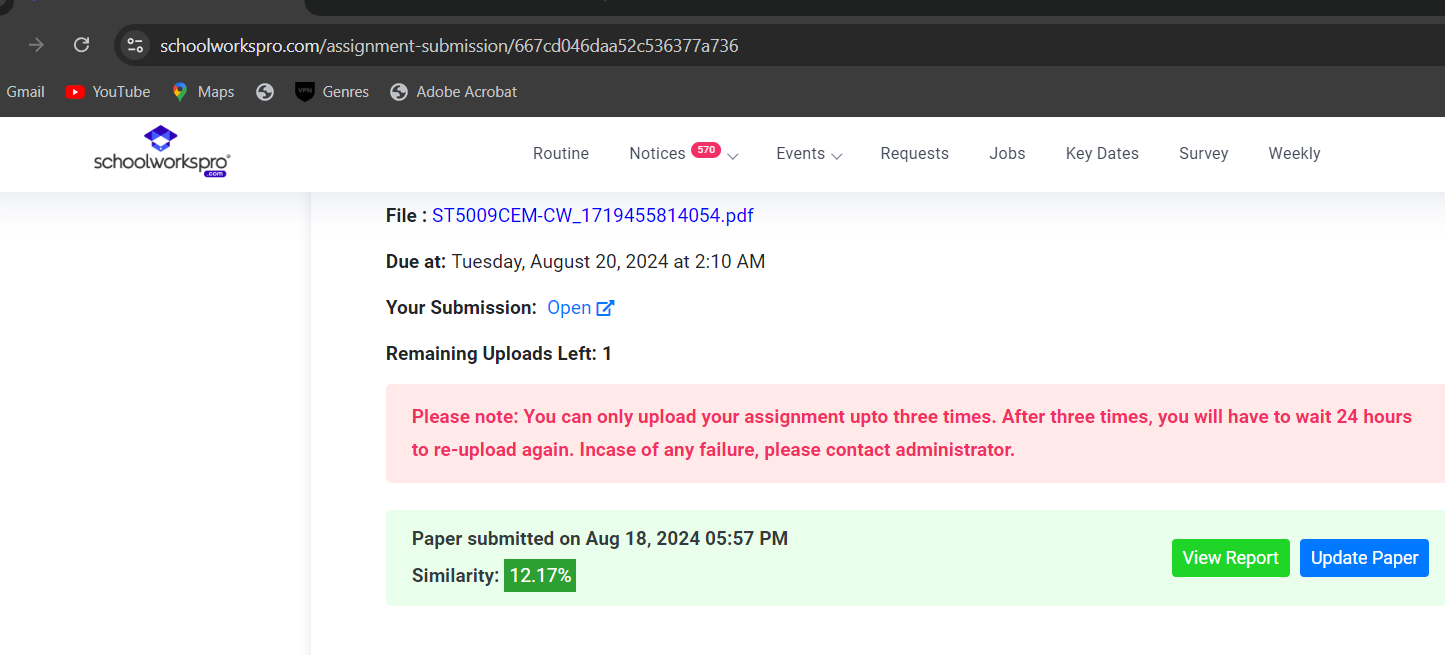 schoolworkspro.com/assignment-submission/667cd046daa52c536377a736
Gmail YouTube Maps VPN Genres Adobe Acrobat
schoolworkspro
.com
Routine Notices 570 Events Requests Jobs Key Dates Survey Weekly
File : ST5009CEM-CW_1719455814054.pdf
Due at: Tuesday, August 20, 2024 at 2:10 AM
Your Submission: Open
Remaining Uploads Left: 1
Please note: You can only upload your assignment upto three times. After three times, you will have to wait 24 hours
to re-upload again. Incase of any failure, please contact administrator.
Paper submitted on Aug 18, 2024 05:57 PM
Similarity: 12.17%
View Report Update Paper